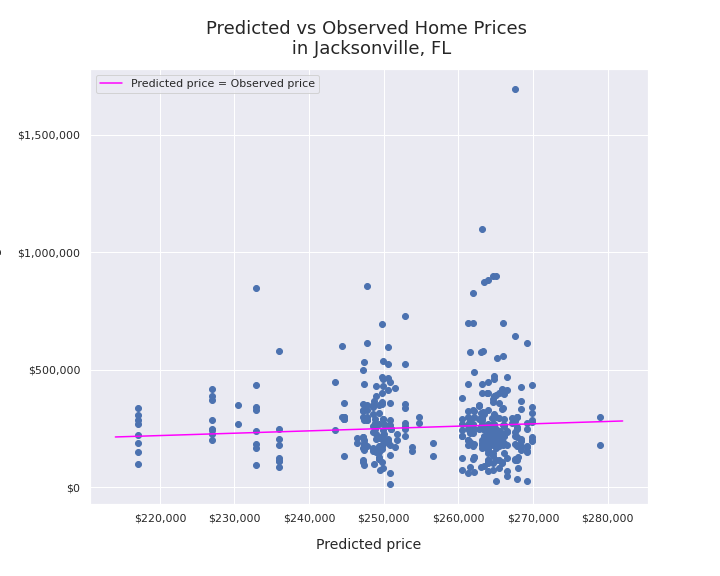 Predicted vs Observed Home Prices
in Jacksonville, FL
Predicted price = Observed price
$1,500,000
$1,000,000
$500,000
$0
$220,000
$230,000
$240,000
$250,000
$260,000
$270,000
$280,000
Predicted price